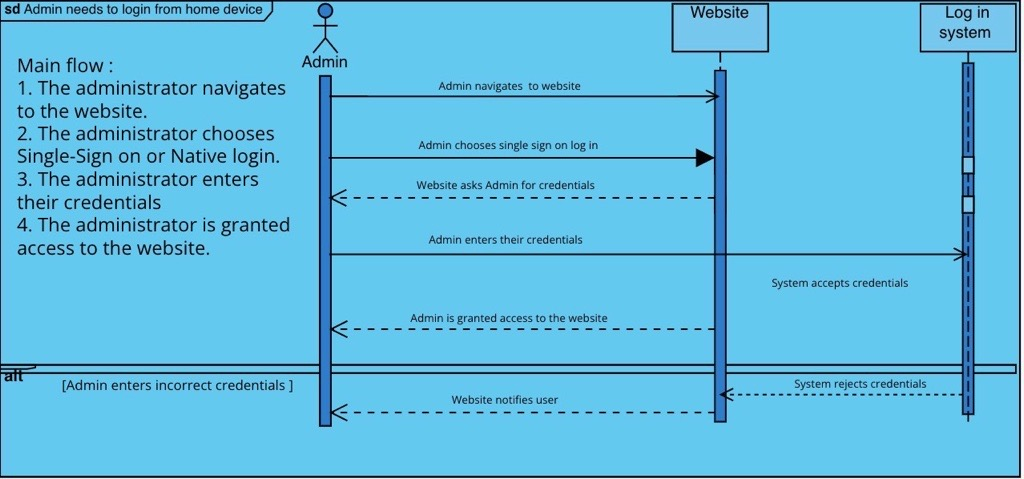 sd Admin needs to login from home device
Admin
Website
Log in
system
Main flow :
1. The administrator navigates
to the website.
2. The administrator chooses
Single-Sign on or Native login.
3. The administrator enters
their credentials
4. The administrator is granted
access to the website.
Admin navigates to website
Admin chooses single sign on log in
Website asks Admin for credentials
Admin enters their credentials
System accepts credentials
Admin is granted access to the website
alt
[Admin enters incorrect credentials ]
System rejects credentials
Website notifies user